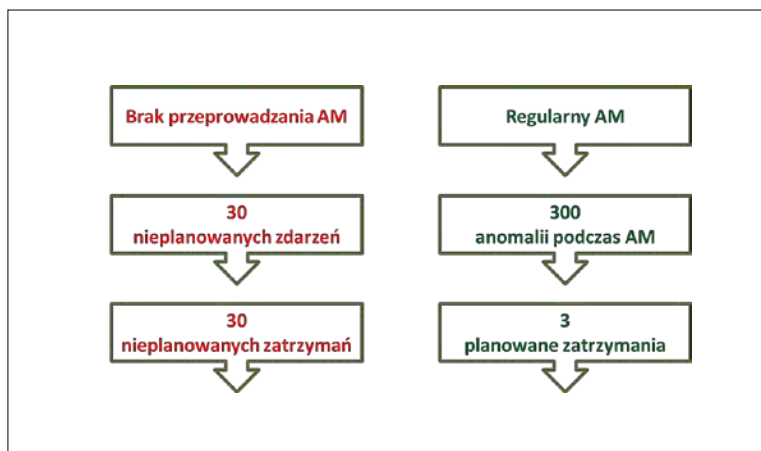 Brak przeprowadzania AM
30
nieplanowanych zdarzeń
30
nieplanowanych zatrzymań
Regularny AM
300
anomalii podczas AM
3
planowane zatrzymania